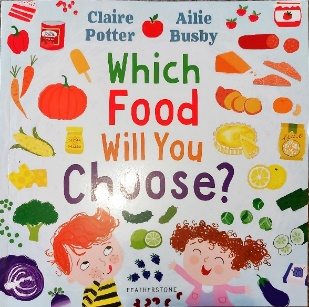 Claire Ailie
Potter Busby
Which
Food
Will You
Choose?
FEATHERSTONE